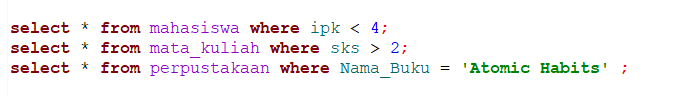 select * from mahasiswa where ipk < 4;
select * from mata_kuliah where sks > 2;
select * from perpustakaan where Nama_Buku = 'Atomic Habits' ;